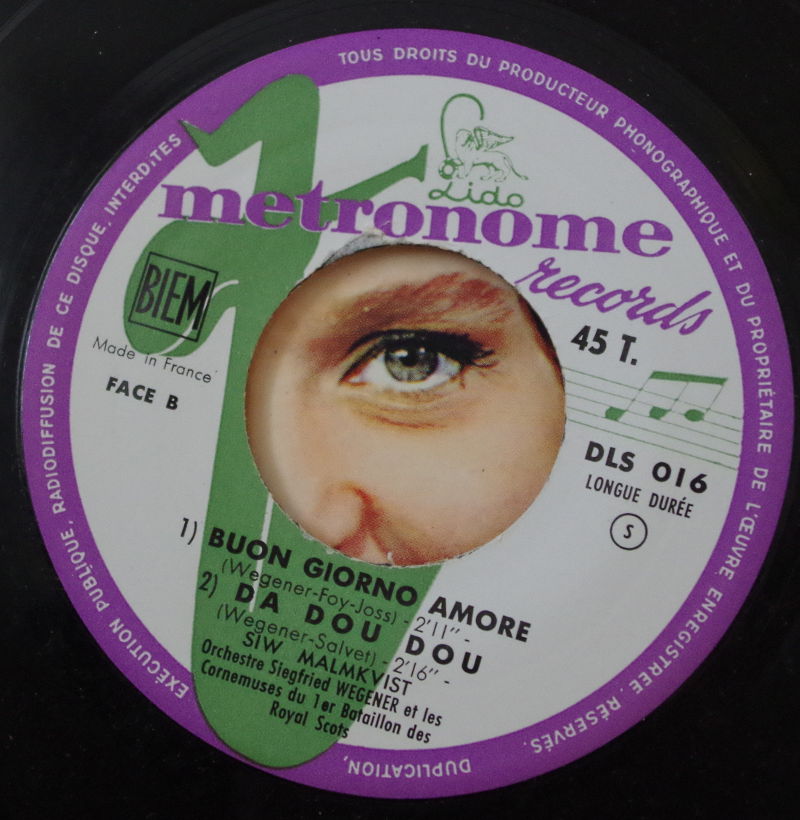 TOUS DROITS DU PRODUCTEUR PHONOGRAPHIQUE ET DU PROPRIÉTAIRE DE L'ŒUVRE ENREGISTREE. RÉSERVÉS.
DUPLICATION, EXÉCUTION PUBLIQUE, RADIODIFFUSION DE CE DISQUE, INTERDITES
Lido
metronome
records
BIEM
45 T.
Made in France
FACE B
DLS 016
LONGUE DURÉE
S
1) BUON GIORNO AMORE
(Wegener-Foy-Joss) - 2'11" -
2) DA DOU DOU
(Wegener-Salvet) - 2'16" -
SIW MALMKVIST
Orchestre Siegfried WEGENER et les
Cornemuses du 1er Bataillon des
Royal Scots